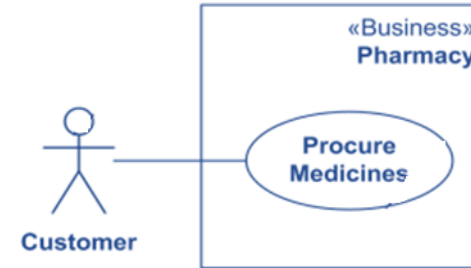 «Business»
Pharmacy
Procure
Medicines
Customer